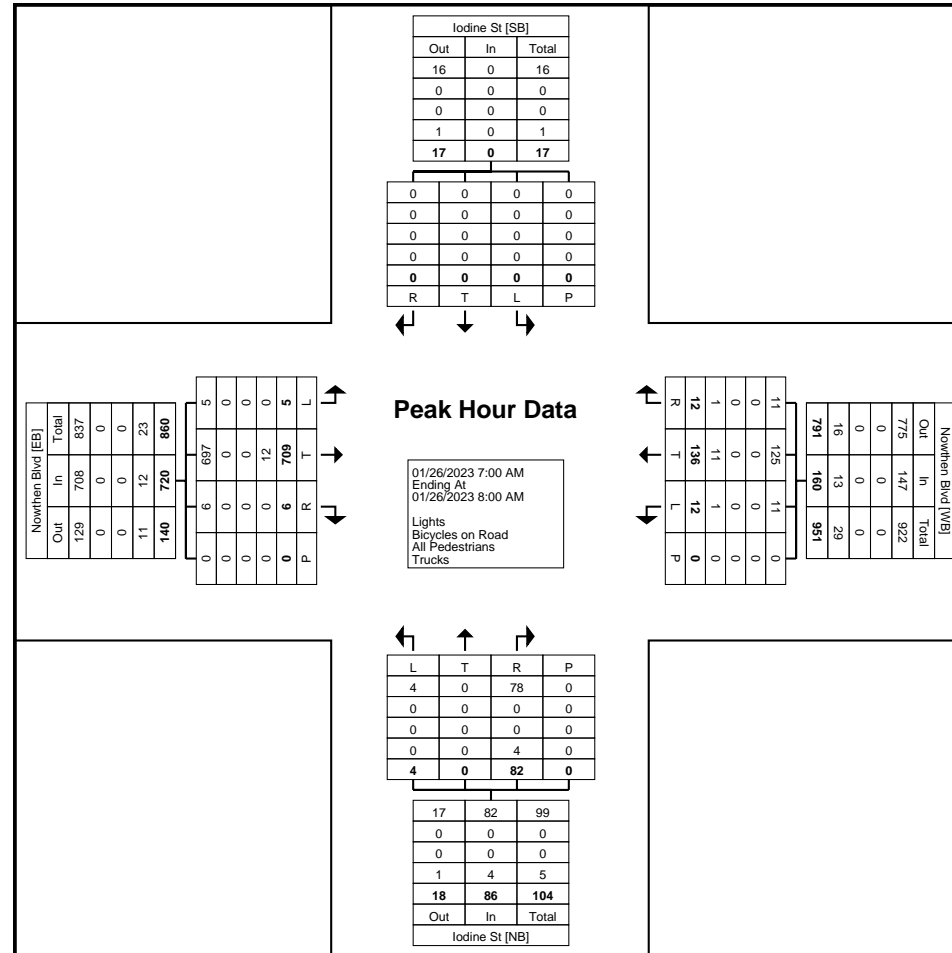 Iodine St [SB]
Out In Total
16 0 16
0 0 0
0 0 0
1 0 1
17 0 17
0 0 0 0
0 0 0 0
0 0 0 0
0 0 0 0
0 0 0 0
R T L P
Nowthen Blvd [EB]
Total 837 0 0 23 860
In 708 0 0 12 720
Out 129 0 0 11 140
5 0 0 0 5 L
697 0 0 12 709 T
6 0 0 0 6 R
0 0 0 0 0 P
Peak Hour Data
01/26/2023 7:00 AM
Ending At
01/26/2023 8:00 AM
Lights
Bicycles on Road
All Pedestrians
Trucks
R 12 1 0 0 11
T 136 11 0 0 125
L 12 1 0 0 11
P 0 0 0 0 0
Nowthen Blvd [WB]
Out 775 0 0 16 791
In 147 0 0 13 160
Total 922 0 0 29 951
L T R P
4 0 78 0
0 0 0 0
0 0 0 0
0 0 4 0
4 0 82 0
17 82 99
0 0 0
0 0 0
1 4 5
18 86 104
Out In Total
Iodine St [NB]